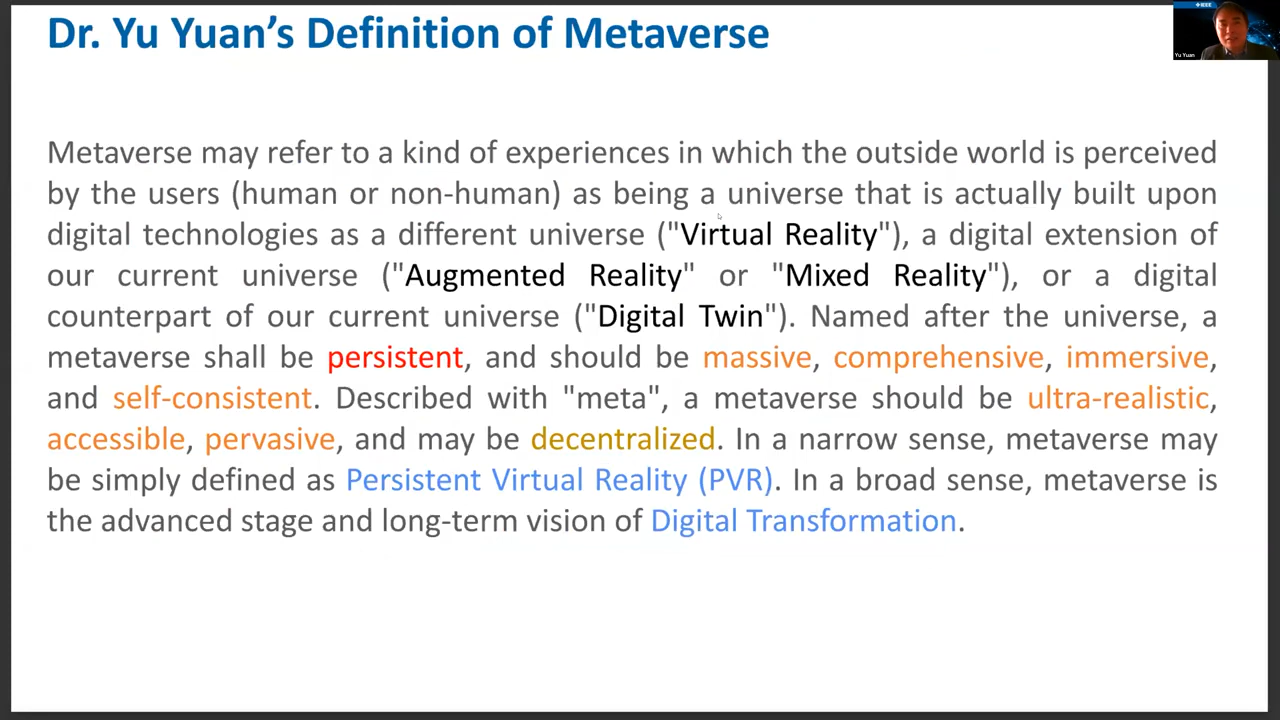 Dr. Yu Yuan’s Definition of Metaverse
IEEE
Yu Yuan
Metaverse may refer to a kind of experiences in which the outside world is perceived
by the users (human or non-human) as being a universe that is actually built upon
digital technologies as a different universe ("Virtual Reality"), a digital extension of
our current universe ("Augmented Reality" or "Mixed Reality"), or a digital
counterpart of our current universe ("Digital Twin"). Named after the universe, a
metaverse shall be persistent, and should be massive, comprehensive, immersive,
and self-consistent. Described with "meta", a metaverse should be ultra-realistic,
accessible, pervasive, and may be decentralized. In a narrow sense, metaverse may
be simply defined as Persistent Virtual Reality (PVR). In a broad sense, metaverse is
the advanced stage and long-term vision of Digital Transformation.